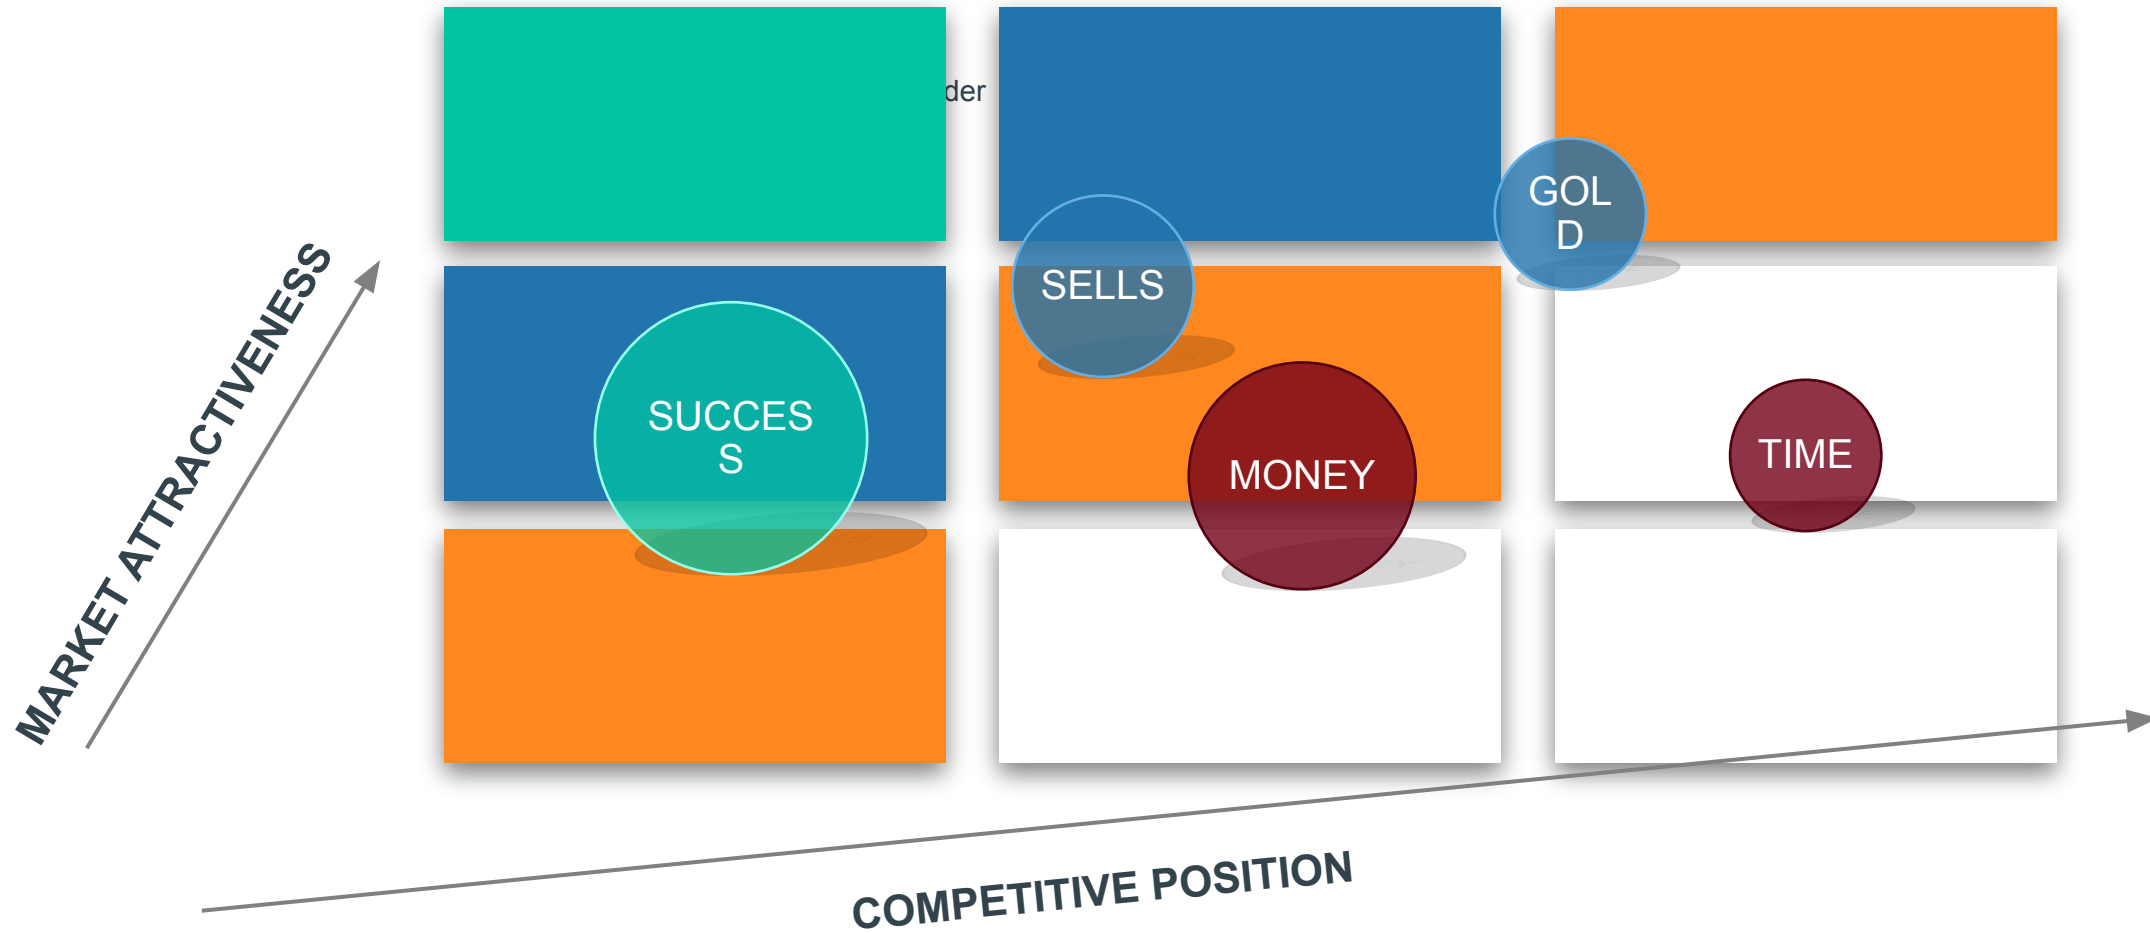 der
GOL
D
SELLS
SUCCES
S
MONEY
TIME
MARKET ATTRACTIVENESS
COMPETITIVE POSITION